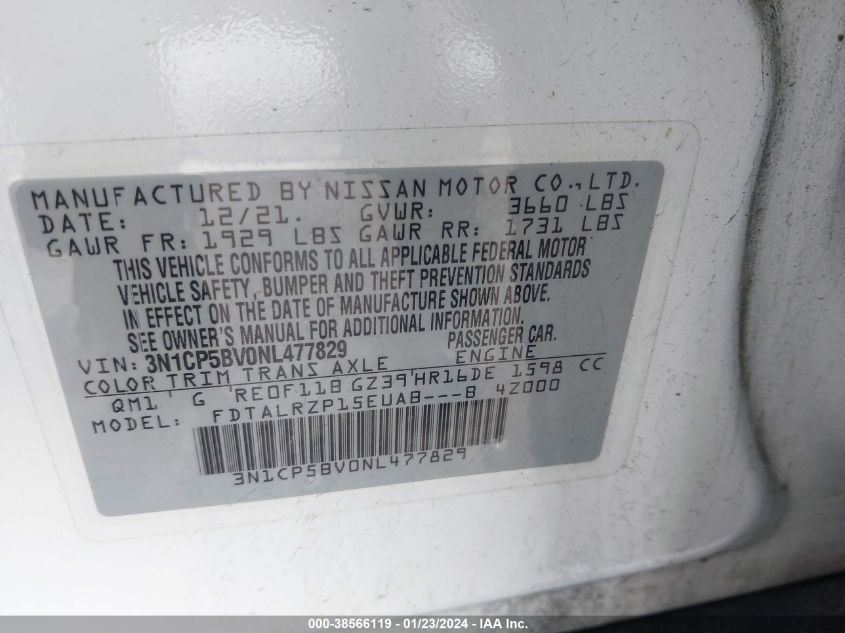 MANUFACTURED BY NISSAN MOTOR CO.,LTD.
DATE: 12/21. GVWR: 3660 LBS
GAWR FR: 1929 LBS GAWR RR: 1731 LBS
THIS VEHICLE CONFORMS TO ALL APPLICABLE FEDERAL MOTOR
VEHICLE SAFETY, BUMPER AND THEFT PREVENTION STANDARDS
IN EFFECT ON THE DATE OF MANUFACTURE SHOWN ABOVE.
SEE OWNER'S MANUAL FOR ADDITIONAL INFORMATION.
VIN: 3N1CP5BV0NL477829 PASSENGER CAR.
COLOR TRIM TRANS AXLE ENGINE
QM1 G RE0F11B GZ39 HR16DE 1598 CC
MODEL: FDTALRZP15EUAB---B 4Z000
3N1CP5BV0NL477829
000-38566119 - 01/23/2024 - IAA Inc.